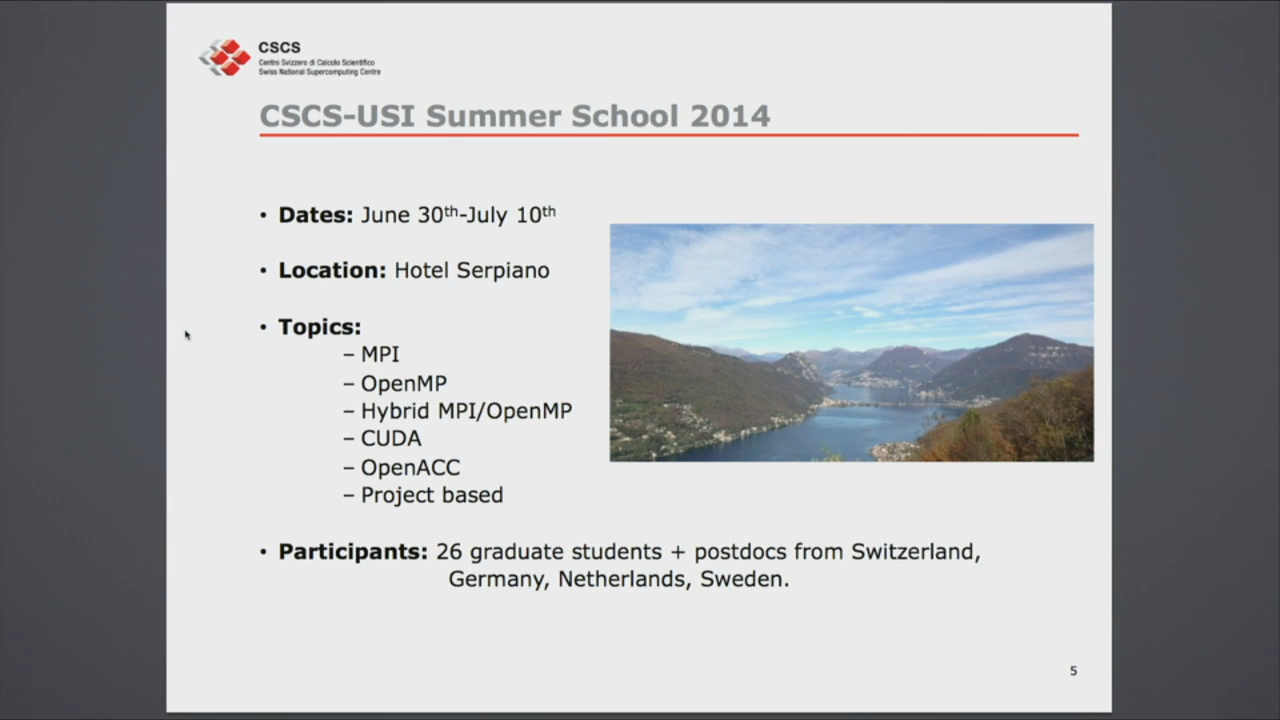 CSCS
Centro Svizzero di Calcolo Scientifico
Swiss National Supercomputing Centre
CSCS-USI Summer School 2014
• Dates: June 30th-July 10th
• Location: Hotel Serpiano
• Topics:
– MPI
– OpenMP
– Hybrid MPI/OpenMP
– CUDA
– OpenACC
– Project based
• Participants: 26 graduate students + postdocs from Switzerland,
Germany, Netherlands, Sweden.
5